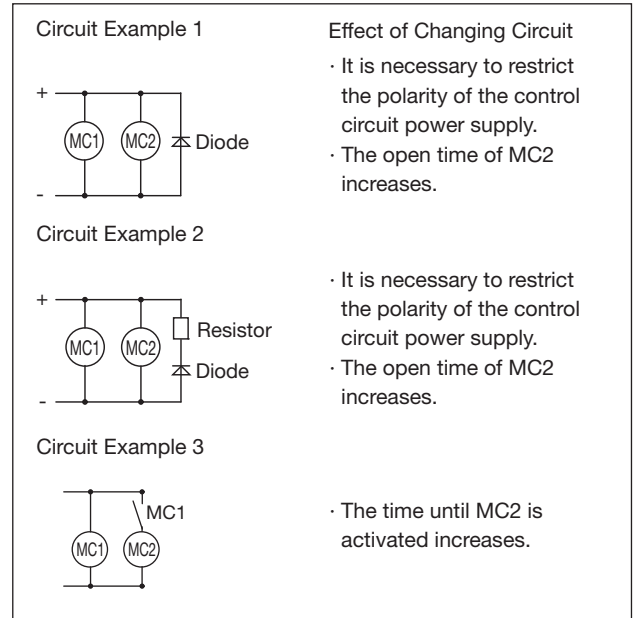 Circuit Example 1
Effect of Changing Circuit
+
MC1
MC2
Diode
-
· It is necessary to restrict
the polarity of the control
circuit power supply.
· The open time of MC2
increases.
Circuit Example 2
+
MC1
MC2
Resistor
Diode
-
· It is necessary to restrict
the polarity of the control
circuit power supply.
· The open time of MC2
increases.
Circuit Example 3
MC1
MC1
MC2
· The time until MC2 is
activated increases.